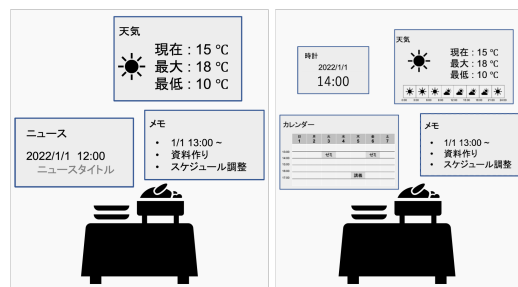 天気
現在 : 15 ℃
最大 : 18 ℃
最低 : 10 ℃
ニュース
2022/1/1 12:00
ニュースタイトル
メモ
• 1/1 13:00 ~
• 資料作り
• スケジュール調整
時計
2022/1/1
14:00
天気
現在 : 15 ℃
最大 : 18 ℃
最低 : 10 ℃
カレンダー
日 月 火 水 木 金 土
1 2 3 4 5 6 7
ゼミ ゼミ
講義
メモ
• 1/1 13:00 ~
• 資料作り
• スケジュール調整